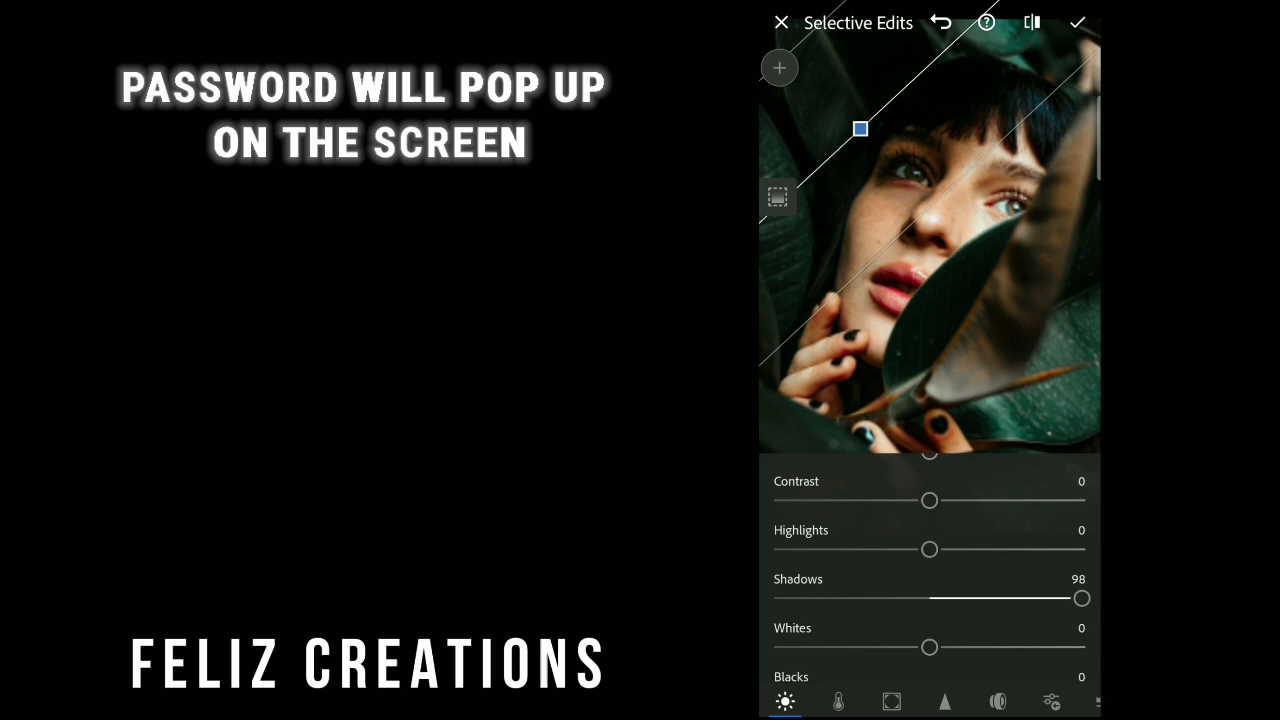 PASSWORD WILL POP UP
ON THE SCREEN
FELIZ CREATIONS
Selective Edits
Contrast 0
Highlights 0
Shadows 98
Whites 0
Blacks 0